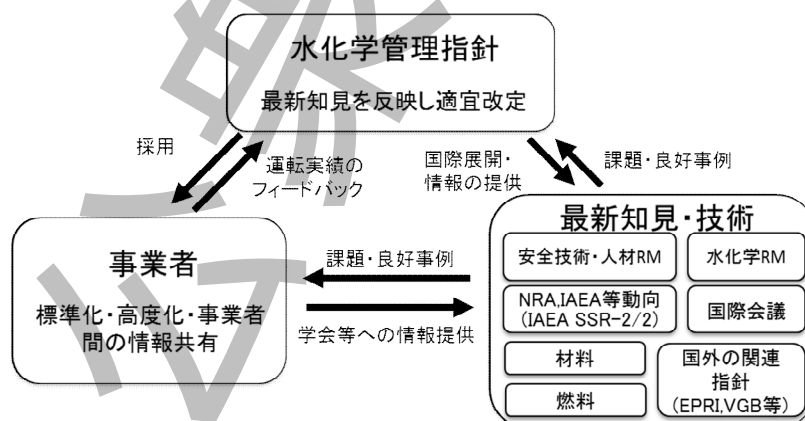 水化学管理指針
最新知見を反映し適宜改定
採用
運転実績の
フィードバック
国際展開・
情報の提供
課題・良好事例
事業者
標準化・高度化・事業者
間の情報共有
課題・良好事例
学会等への情報提供
最新知見・技術
安全技術・人材RM
水化学RM
NRA,IAEA等動向
(IAEA SSR-2/2)
国際会議
材料
燃料
国外の関連
指針
(EPRI,VGB等)